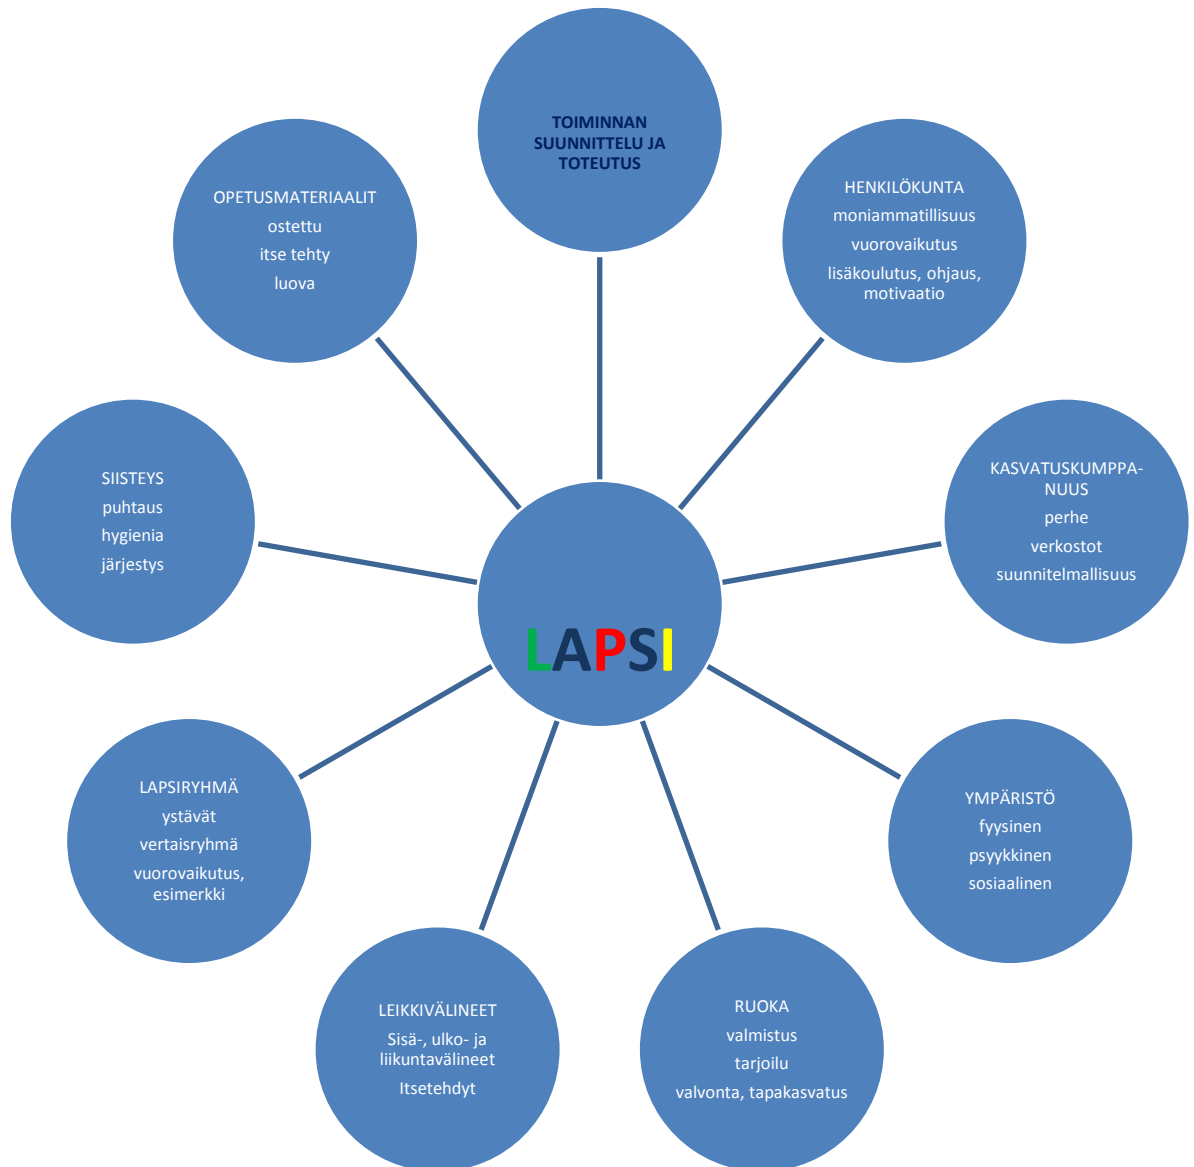 TOIMINNAN
SUUNNITTELU JA
TOTEUTUS
HENKILÖKUNTA
moniammatillisuus
vuorovaikutus
lisäkoulutus, ohjaus,
motivaatio
KASVATUSKUMPPA-
NUUS
perhe
verkostot
suunnitelmallisuus
YMPÄRISTÖ
fyysinen
psyykkinen
sosiaalinen
RUOKA
valmistus
tarjoilu
valvonta, tapakasvatus
LEIKKIVÄLINEET
Sisä-, ulko- ja
liikuntavälineet
Itsetehdyt
LAPSIRYHMÄ
ystävät
vertaisryhmä
vuorovaikutus,
esimerkki
SIISTEYS
puhtaus
hygienia
järjestys
OPETUSMATERIAALIT
ostettu
itse tehty
luova
LAPSI